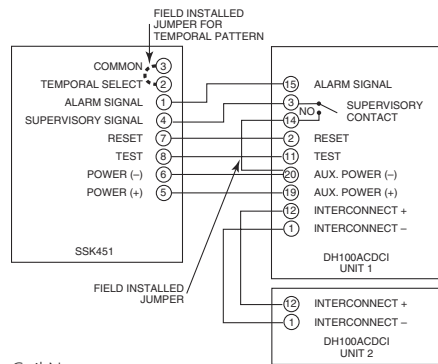 FIELD INSTALLED
JUMPER FOR
TEMPORAL PATTERN
COMMON 3
TEMPORAL SELECT 2
ALARM SIGNAL 1
SUPERVISORY SIGNAL 4
RESET 7
TEST 8
POWER (–) 6
POWER (+) 5
SSK451
15 ALARM SIGNAL
3
NO
SUPERVISORY
CONTACT
14
2 RESET
11 TEST
20 AUX. POWER (–)
19 AUX. POWER (+)
12 INTERCONNECT +
1 INTERCONNECT –
DH100ACDCI
UNIT 1
FIELD INSTALLED
JUMPER
12 INTERCONNECT +
1 INTERCONNECT –
DH100ACDCI
UNIT 2